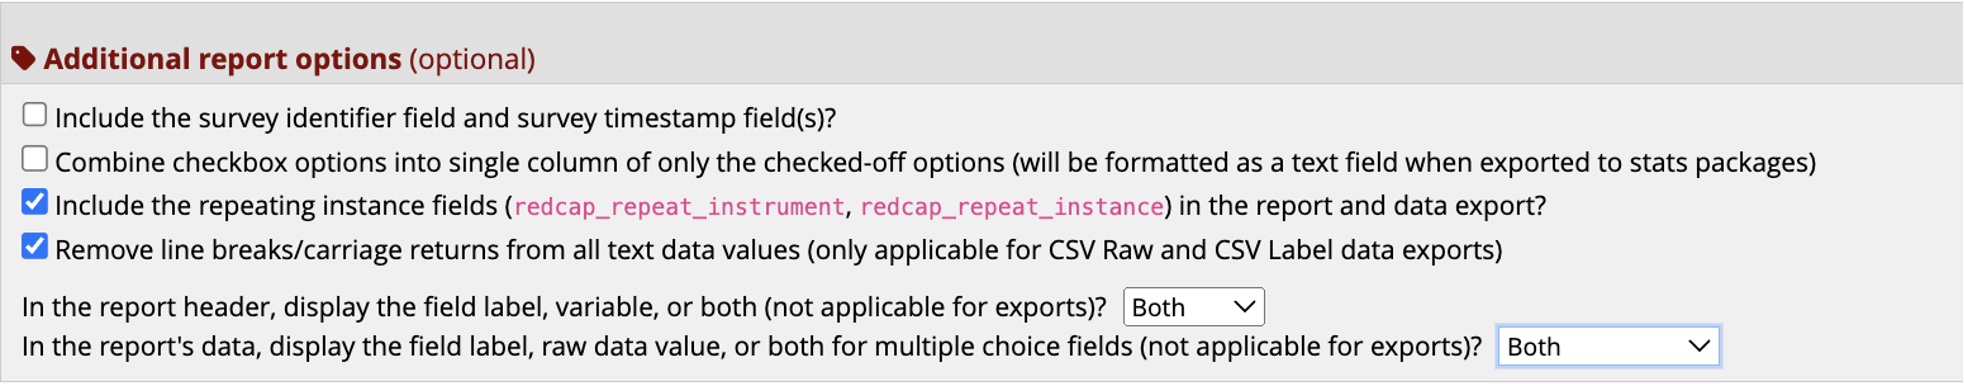 Additional report options (optional)
Include the survey identifier field and survey timestamp field(s)?
Combine checkbox options into single column of only the checked-off options (will be formatted as a text field when exported to stats packages)
Include the repeating instance fields (redcap_repeat_instrument, redcap_repeat_instance) in the report and data export?
Remove line breaks/carriage returns from all text data values (only applicable for CSV Raw and CSV Label data exports)
In the report header, display the field label, variable, or both (not applicable for exports)? Both
In the report's data, display the field label, raw data value, or both for multiple choice fields (not applicable for exports)? Both